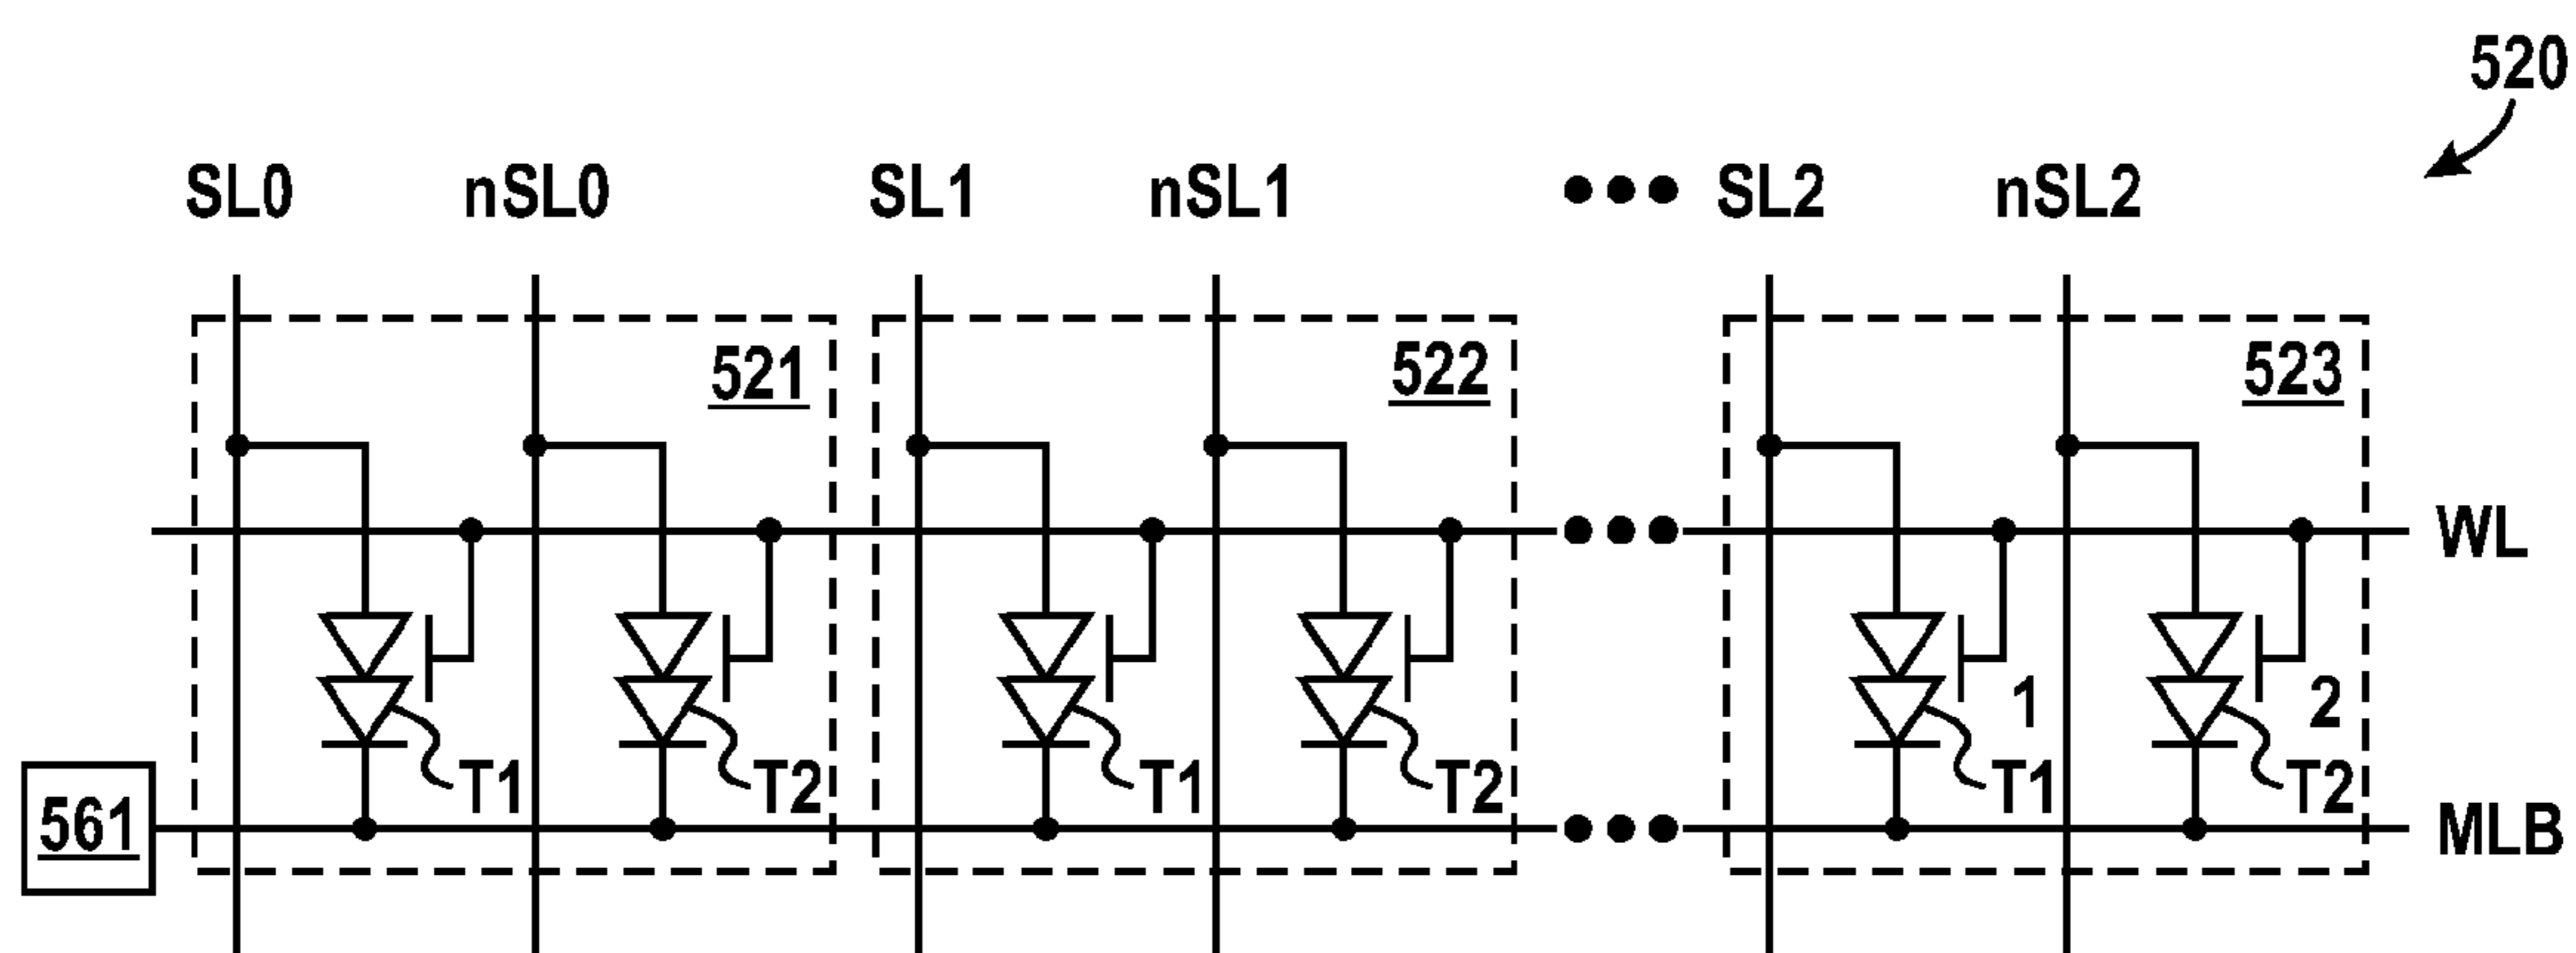 520
SL0 nSL0 SL1 nSL1 SL2 nSL2
521 522 523
WL
1 2
T1 T2 T1 T2 T1 T2
561 MLB